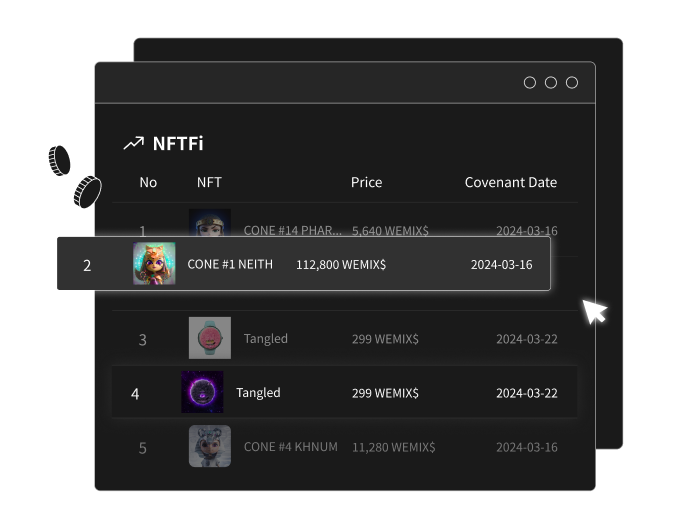 NFTFi
No NFT Price Covenant Date
1 CONE #14 PHAR... 5,640 WEMIX$ 2024-03-16
2 CONE #1 NEITH 112,800 WEMIX$ 2024-03-16
3 Tangled 299 WEMIX$ 2024-03-22
4 Tangled 299 WEMIX$ 2024-03-22
5 CONE #4 KHNUM 11,280 WEMIX$ 2024-03-16